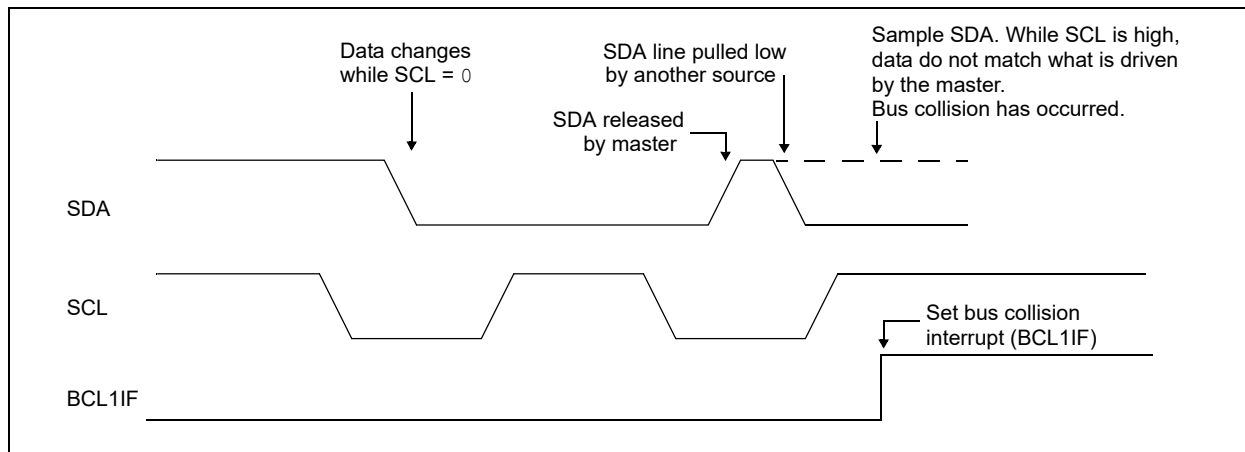 Data changes
while SCL = 0
SDA line pulled low
by another source
Sample SDA. While SCL is high,
data do not match what is driven
by the master.
Bus collision has occurred.
SDA released
by master
SDA
SCL
Set bus collision
interrupt (BCL1IF)
BCL1IF